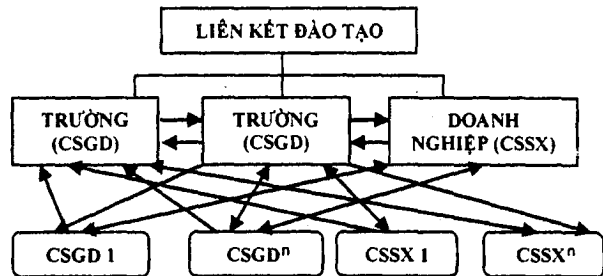 LIÊN KẾT ĐÀO TẠO
TRƯỜNG
(CSGD)
TRƯỜNG
(CSGD)
DOANH
NGHIỆP (CSSX)
CSGD 1
CSGDⁿ
CSSX 1
CSSXⁿ